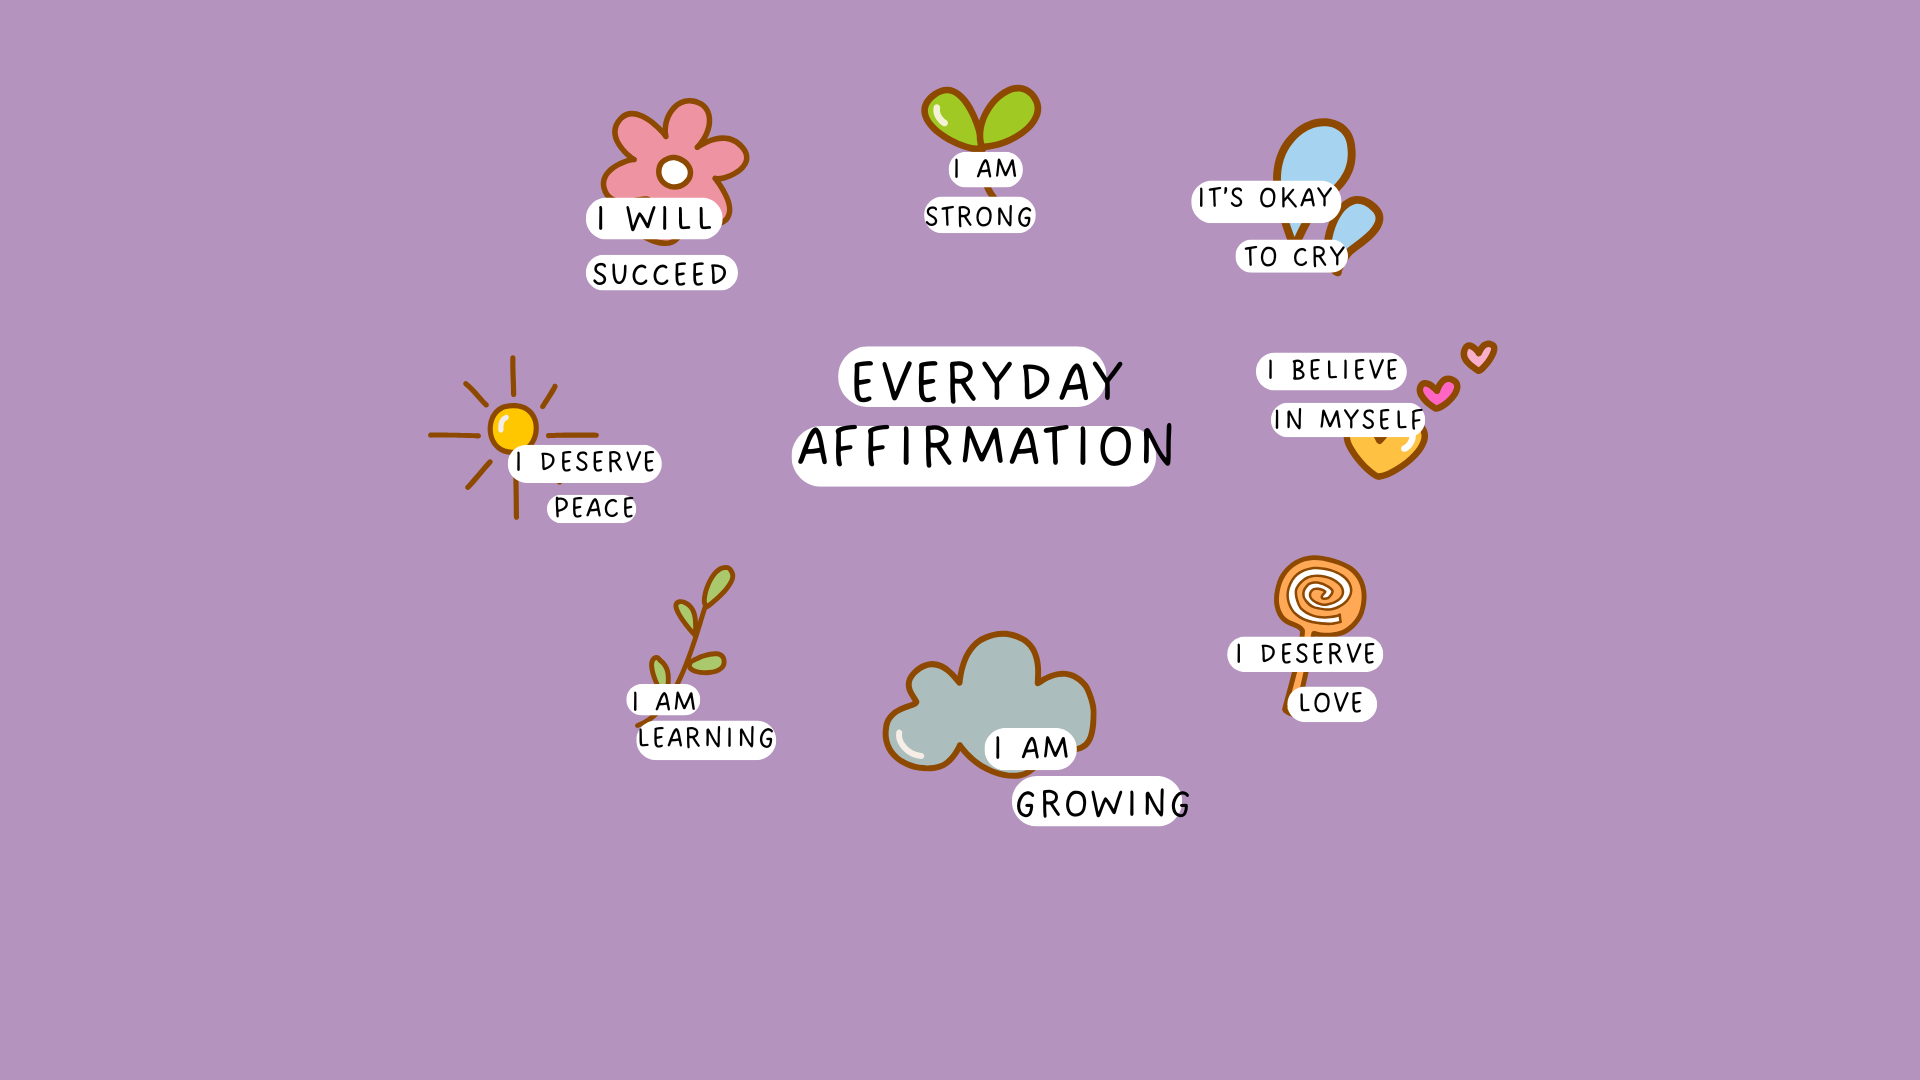 I WILL
SUCCEED
I AM
STRONG
IT'S OKAY
TO CRY
EVERYDAY
AFFIRMATION
I BELIEVE
IN MYSELF
I DESERVE
PEACE
I AM
LEARNING
I AM
GROWING
I DESERVE
LOVE